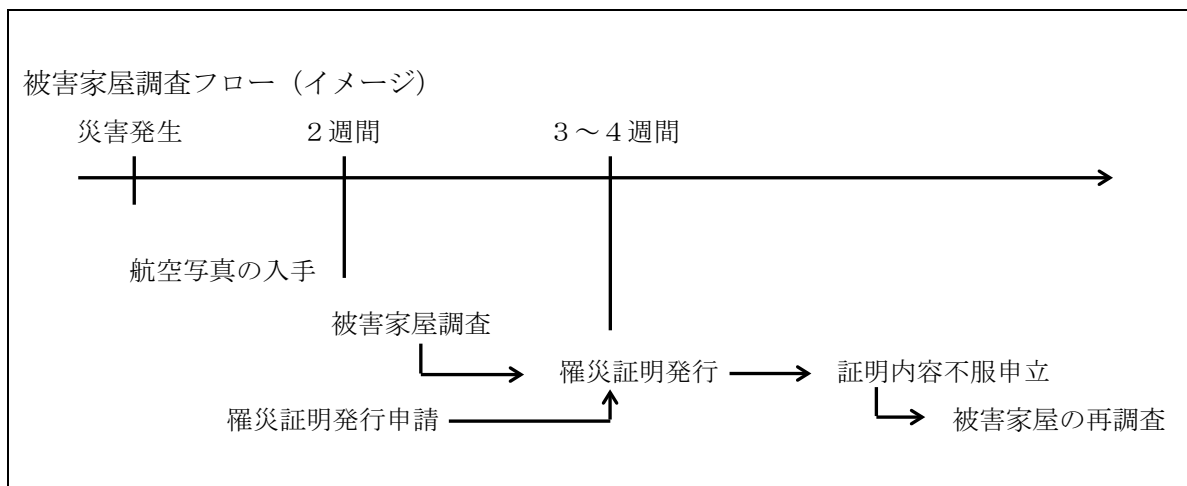 被害家屋調査フロー（イメージ）
災害発生
２週間
３～４週間
航空写真の入手
被害家屋調査
罹災証明発行
証明内容不服申立
罹災証明発行申請
被害家屋の再調査